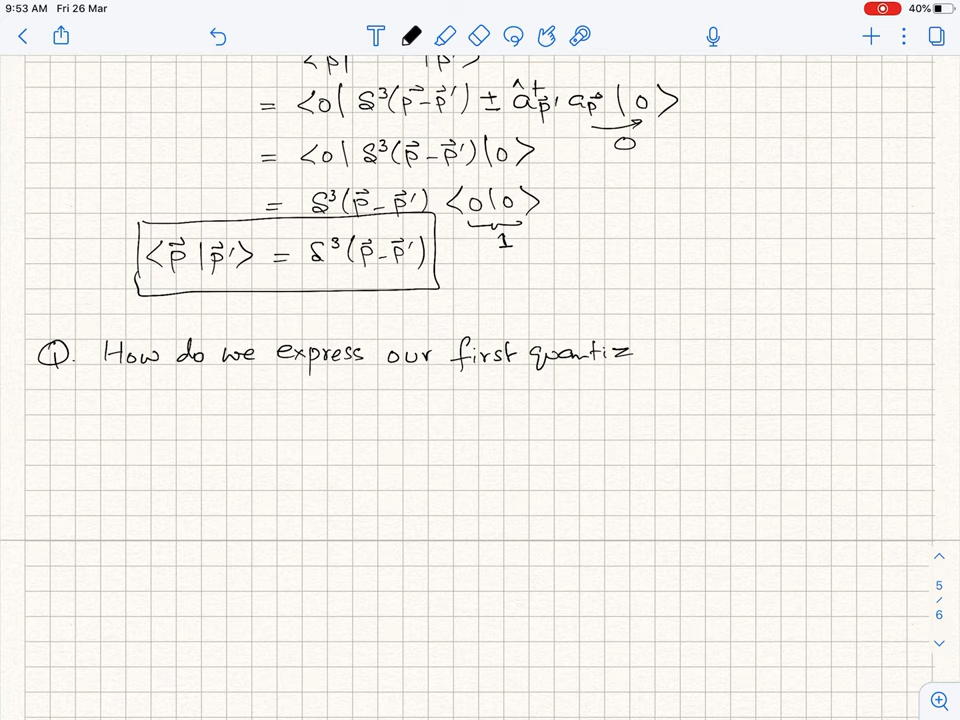 9:53 AM Fri 26 Mar
40%
T
⟨p| |p'⟩
= ⟨0| δ³(p⃗-p⃗') ± â†p⃗' ap⃗ |0⟩
0
= ⟨0| δ³(p⃗-p⃗') |0⟩
= δ³(p⃗-p⃗') ⟨0|0⟩
1
⟨p⃗|p⃗'⟩ = δ³(p⃗-p⃗')
Q. How do we express our first quantiz
5
/
6